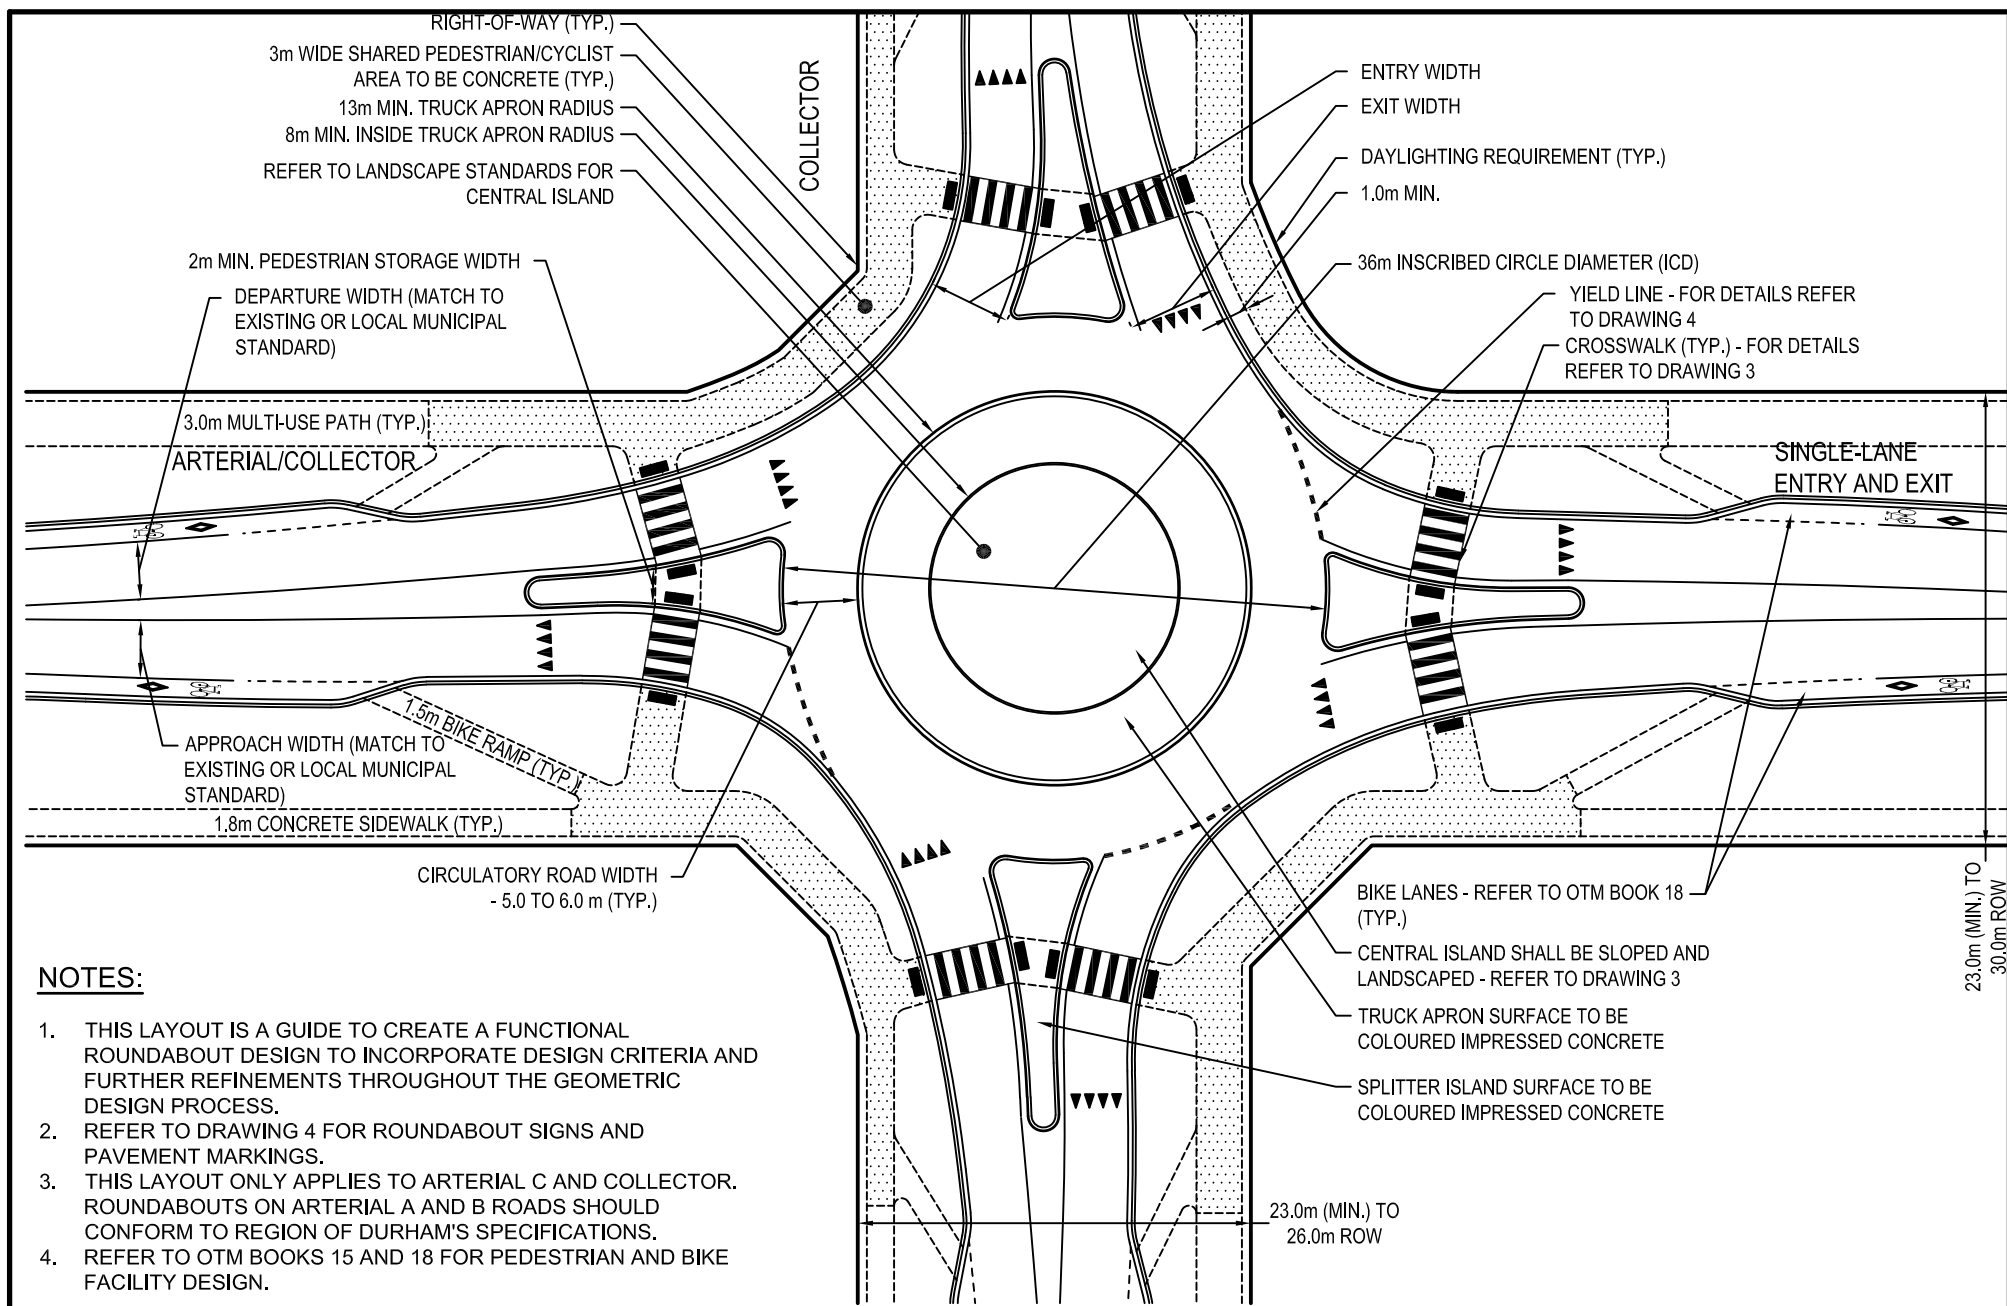 RIGHT-OF-WAY (TYP.)
3m WIDE SHARED PEDESTRIAN/CYCLIST
AREA TO BE CONCRETE (TYP.)
13m MIN. TRUCK APRON RADIUS
8m MIN. INSIDE TRUCK APRON RADIUS
REFER TO LANDSCAPE STANDARDS FOR
CENTRAL ISLAND
COLLECTOR
ENTRY WIDTH
EXIT WIDTH
DAYLIGHTING REQUIREMENT (TYP.)
1.0m MIN.
36m INSCRIBED CIRCLE DIAMETER (ICD)
YIELD LINE - FOR DETAILS REFER
TO DRAWING 4
CROSSWALK (TYP.) - FOR DETAILS
REFER TO DRAWING 3
2m MIN. PEDESTRIAN STORAGE WIDTH
DEPARTURE WIDTH (MATCH TO
EXISTING OR LOCAL MUNICIPAL
STANDARD)
3.0m MULTI-USE PATH (TYP.)
ARTERIAL/COLLECTOR
SINGLE-LANE
ENTRY AND EXIT
1.5m BIKE RAMP (TYP.)
APPROACH WIDTH (MATCH TO
EXISTING OR LOCAL MUNICIPAL
STANDARD)
1.8m CONCRETE SIDEWALK (TYP.)
CIRCULATORY ROAD WIDTH
- 5.0 TO 6.0 m (TYP.)
BIKE LANES - REFER TO OTM BOOK 18
(TYP.)
CENTRAL ISLAND SHALL BE SLOPED AND
LANDSCAPED - REFER TO DRAWING 3
TRUCK APRON SURFACE TO BE
COLOURED IMPRESSED CONCRETE
SPLITTER ISLAND SURFACE TO BE
COLOURED IMPRESSED CONCRETE
23.0m (MIN.) TO
30.0m ROW
23.0m (MIN.) TO
26.0m ROW
NOTES:
1. THIS LAYOUT IS A GUIDE TO CREATE A FUNCTIONAL
ROUNDABOUT DESIGN TO INCORPORATE DESIGN CRITERIA AND
FURTHER REFINEMENTS THROUGHOUT THE GEOMETRIC
DESIGN PROCESS.
2. REFER TO DRAWING 4 FOR ROUNDABOUT SIGNS AND
PAVEMENT MARKINGS.
3. THIS LAYOUT ONLY APPLIES TO ARTERIAL C AND COLLECTOR.
ROUNDABOUTS ON ARTERIAL A AND B ROADS SHOULD
CONFORM TO REGION OF DURHAM'S SPECIFICATIONS.
4. REFER TO OTM BOOKS 15 AND 18 FOR PEDESTRIAN AND BIKE
FACILITY DESIGN.